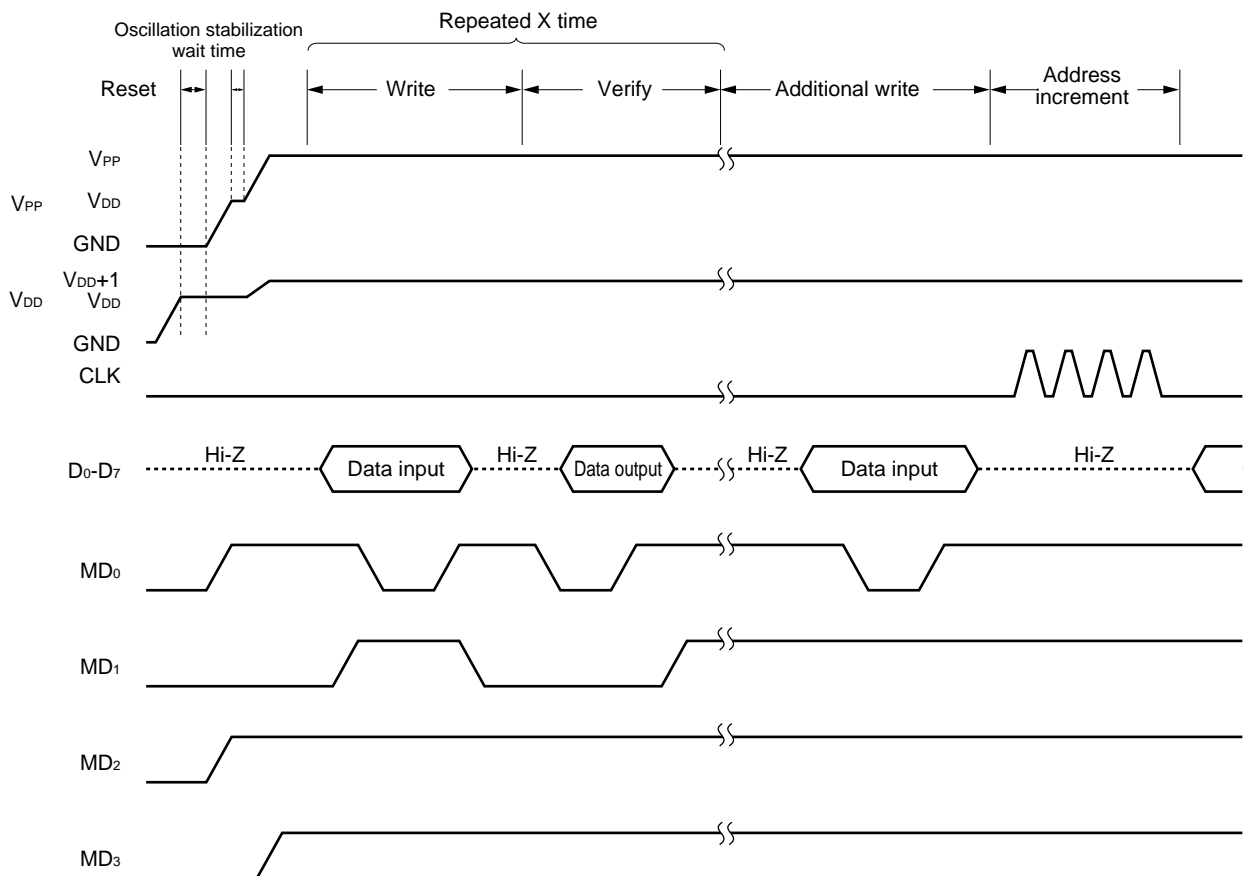 Repeated X time
Oscillation stabilization
wait time
Reset
Write
Verify
Additional write
Address
increment
VPP
VPP
VDD
GND
VDD
VDD+1
VDD
GND
CLK
D0-D7
Hi-Z
Data input
Hi-Z
Data output
Hi-Z
Data input
Hi-Z
MD0
MD1
MD2
MD3